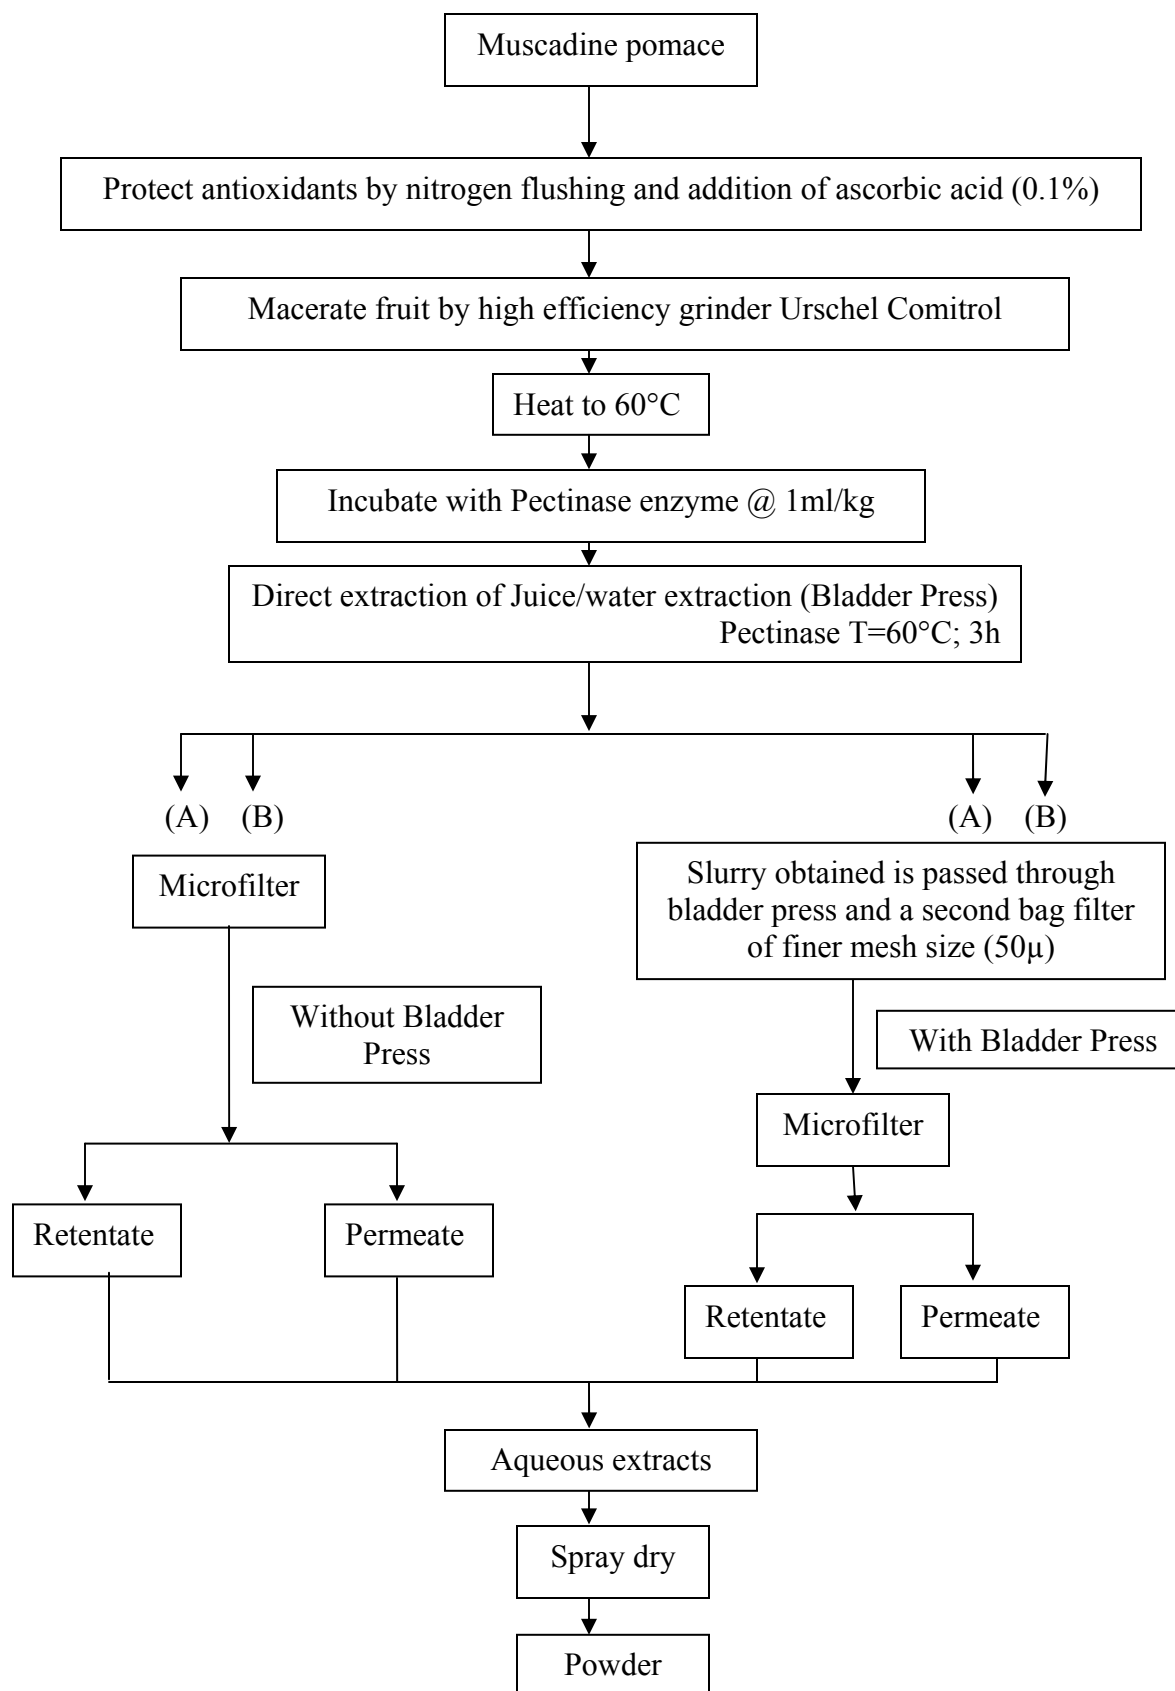 Muscadine pomace
Protect antioxidants by nitrogen flushing and addition of ascorbic acid (0.1%)
Macerate fruit by high efficiency grinder Urschel Comitrol
Heat to 60°C
Incubate with Pectinase enzyme @ 1ml/kg
Direct extraction of Juice/water extraction (Bladder Press)
Pectinase T=60°C; 3h
(A) (B)
(A) (B)
Microfilter
Slurry obtained is passed through
bladder press and a second bag filter
of finer mesh size (50µ)
Without Bladder
Press
With Bladder Press
Microfilter
Retentate
Permeate
Retentate
Permeate
Aqueous extracts
Spray dry
Powder